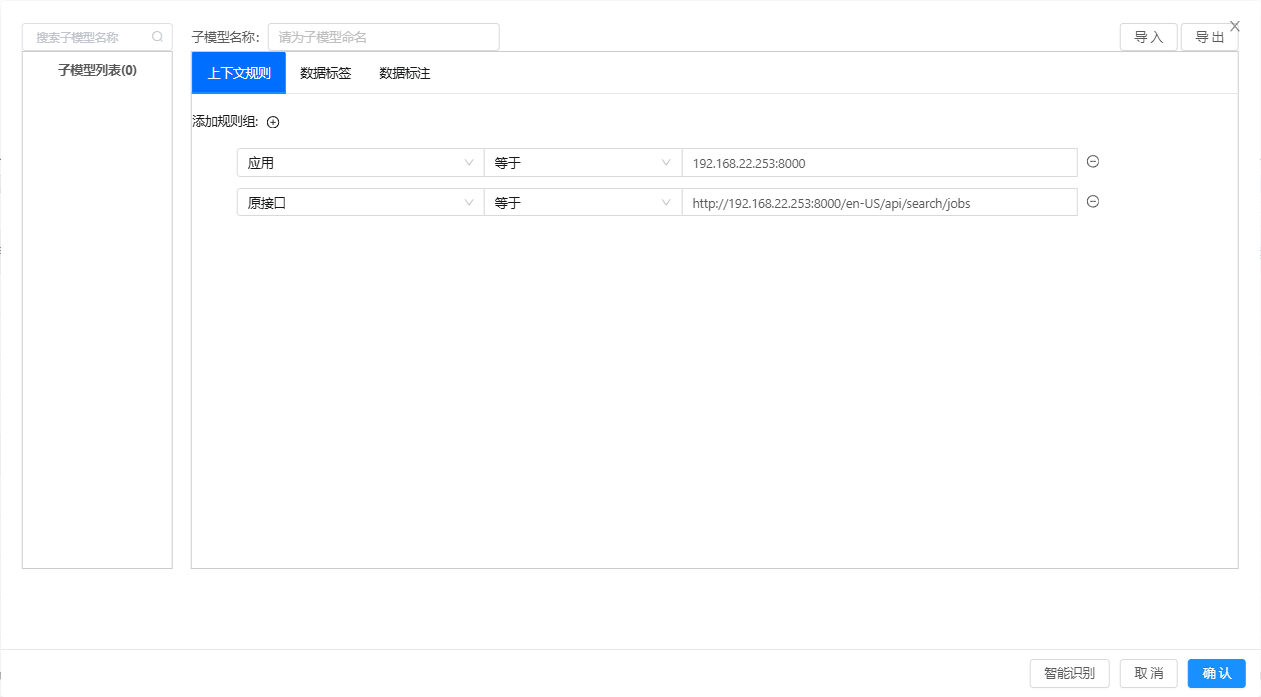 搜索子模型名称
子模型名称:
请为子模型命名
导入
导出
子模型列表(0)
上下文规则
数据标签
数据标注
添加规则组:
应用
等于
192.168.22.253:8000
原接口
等于
http://192.168.22.253:8000/en-US/api/search/jobs
智能识别
取消
确认